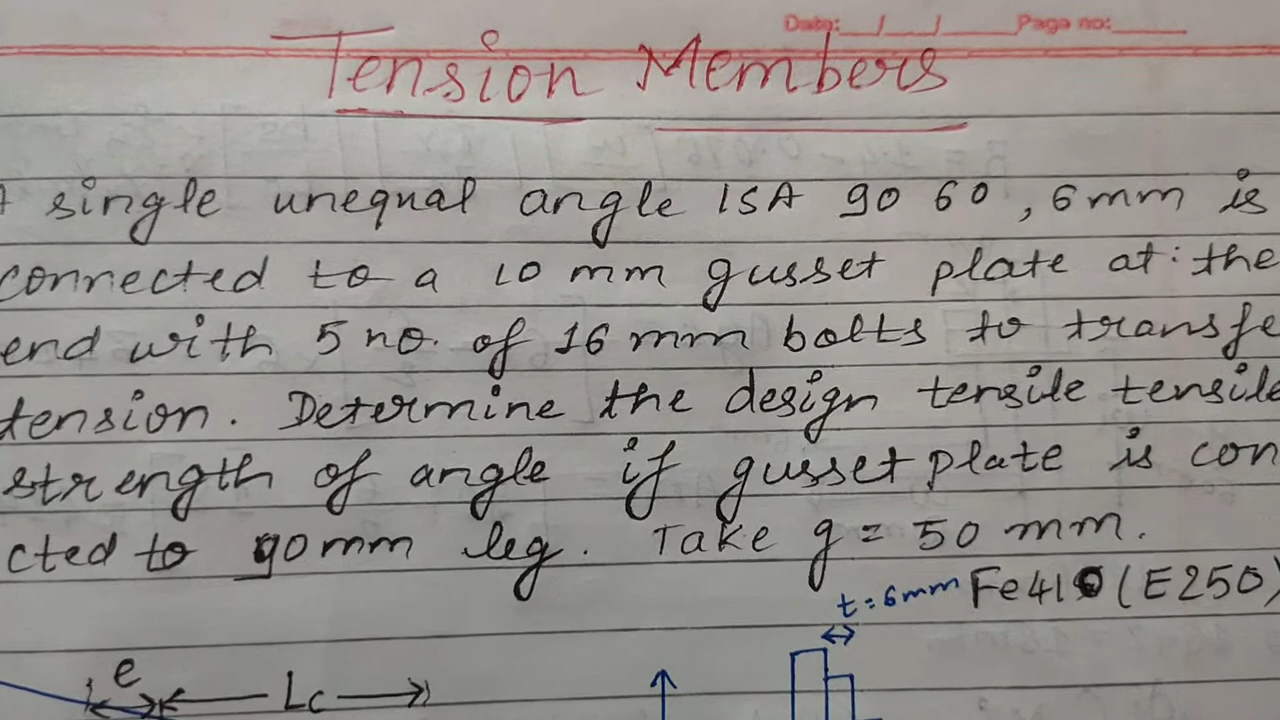 Date: / / Page no:
Tension Members
single unequal angle ISA 90 60, 6mm is
connected to a 10 mm gusset plate at the
end with 5 no. of 16 mm bolts to transfe
tension. Determine the design tensile tensile
strength of angle if gusset plate is con
cted to 90mm leg. Take g = 50 mm.
t = 6mm Fe410 (E250)
e Lc